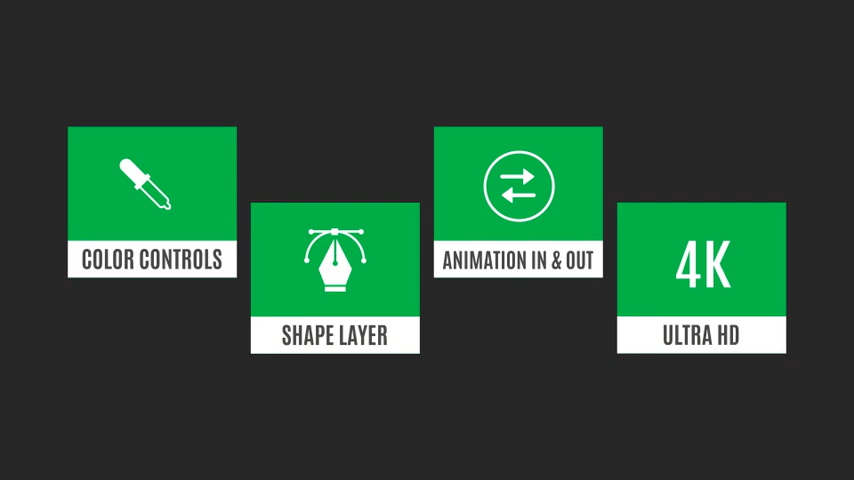 COLOR CONTROLS
SHAPE LAYER
ANIMATION IN & OUT
4K
ULTRA HD